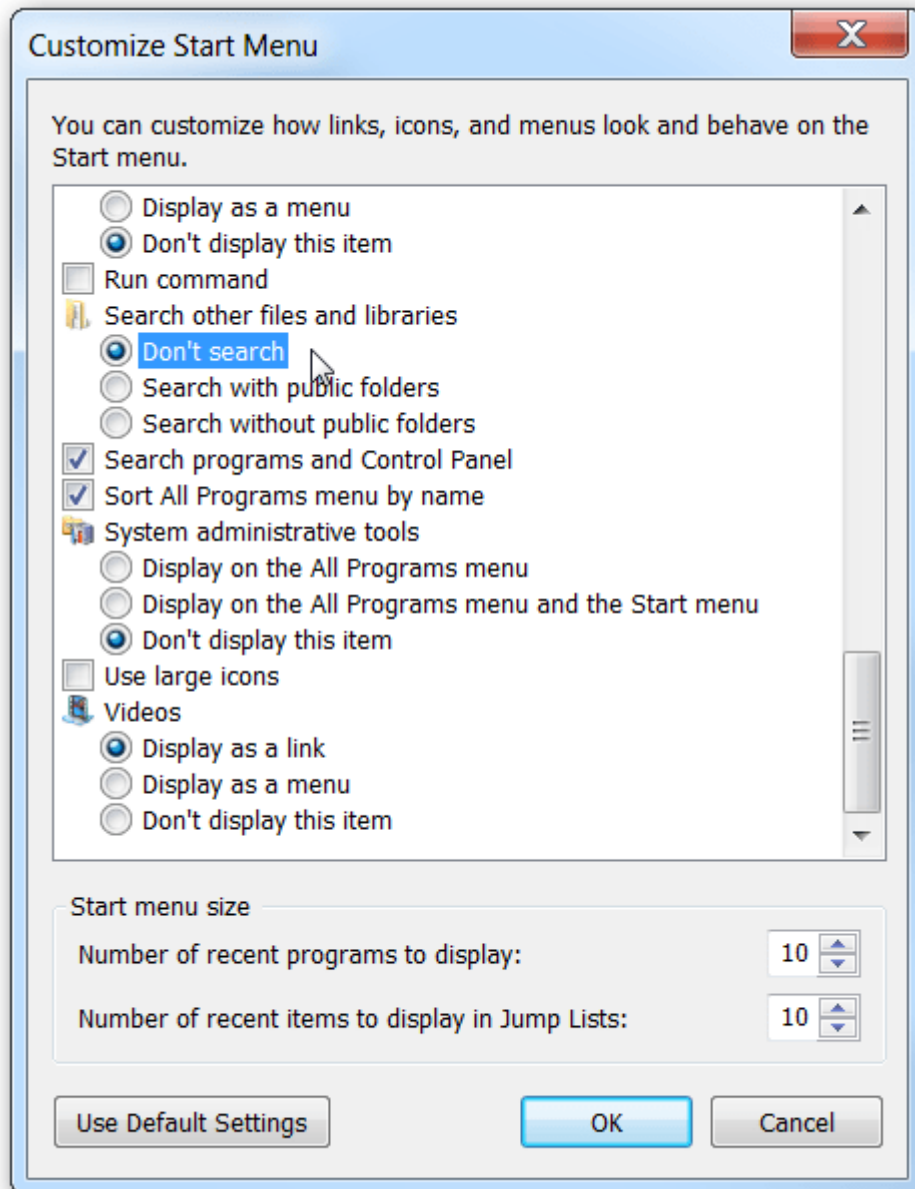 Customize Start Menu
You can customize how links, icons, and menus look and behave on the
Start menu.
Display as a menu
Don't display this item
Run command
Search other files and libraries
Don't search
Search with public folders
Search without public folders
Search programs and Control Panel
Sort All Programs menu by name
System administrative tools
Display on the All Programs menu
Display on the All Programs menu and the Start menu
Don't display this item
Use large icons
Videos
Display as a link
Display as a menu
Don't display this item
Start menu size
Number of recent programs to display: 10
Number of recent items to display in Jump Lists: 10
Use Default Settings OK Cancel